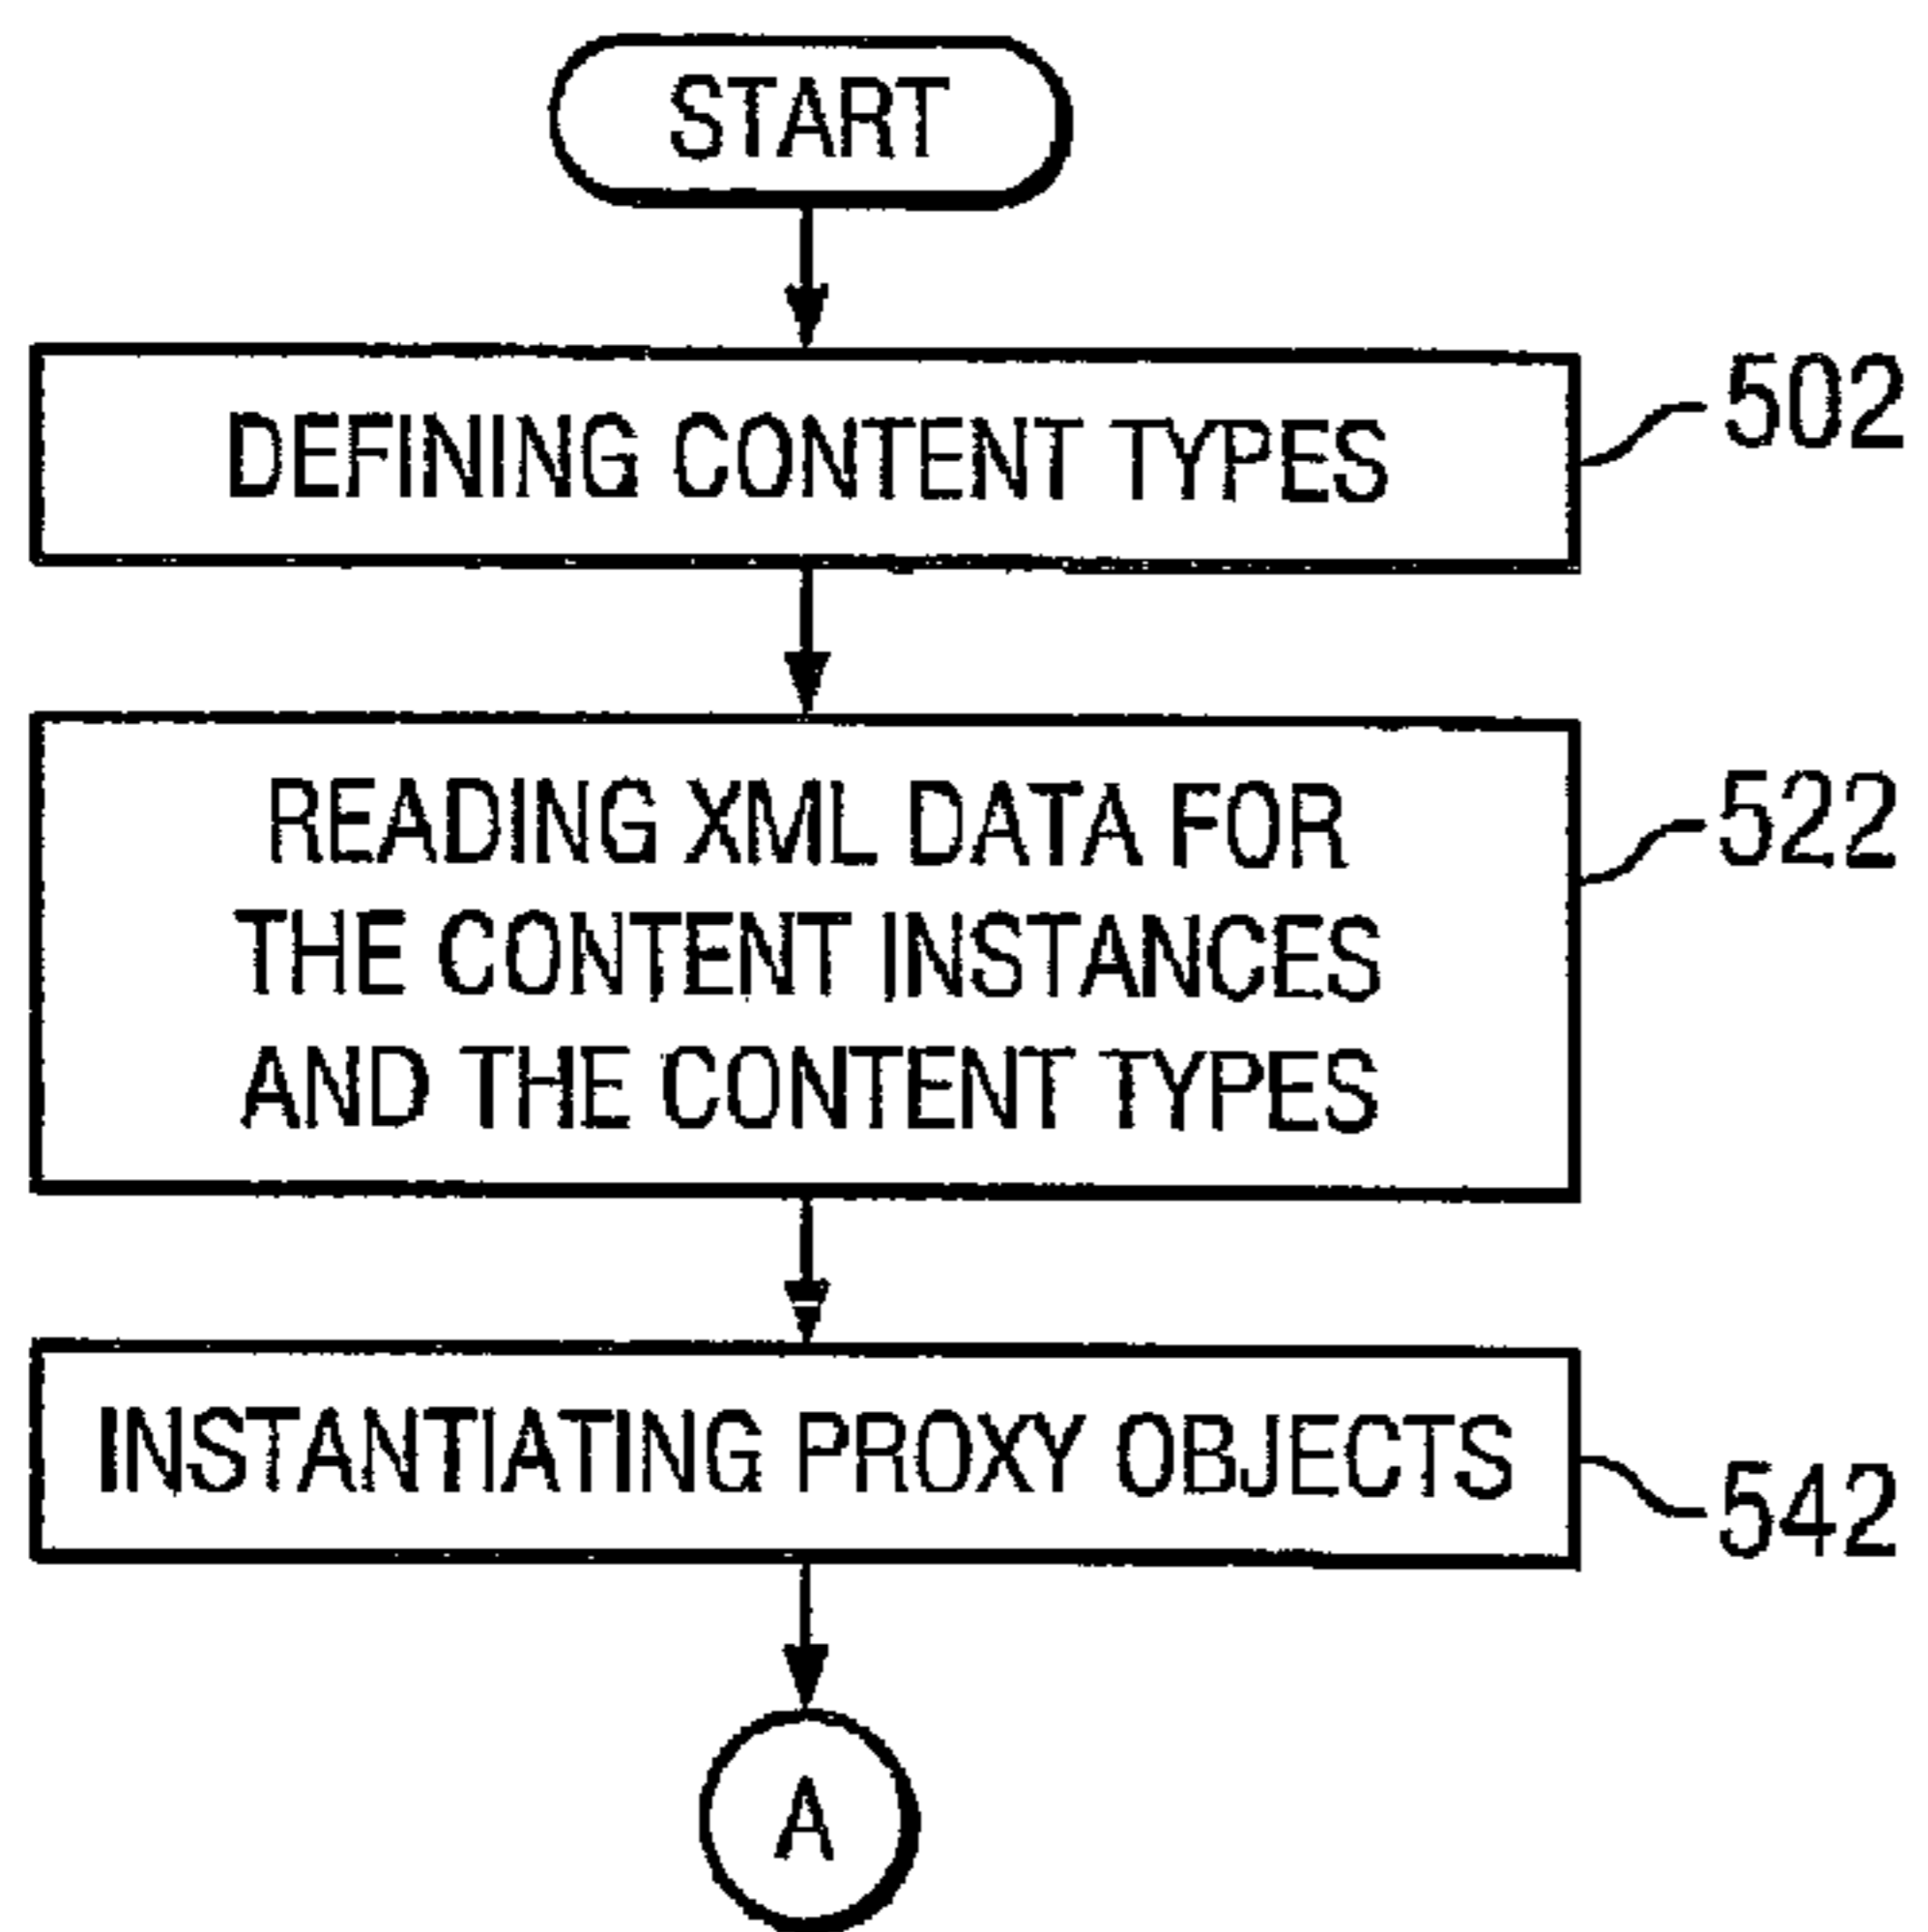 START
DEFINING CONTENT TYPES
502
READING XML DATA FOR
THE CONTENT INSTANCES
AND THE CONTENT TYPES
522
INSTANTIATING PROXY OBJECTS
542
A